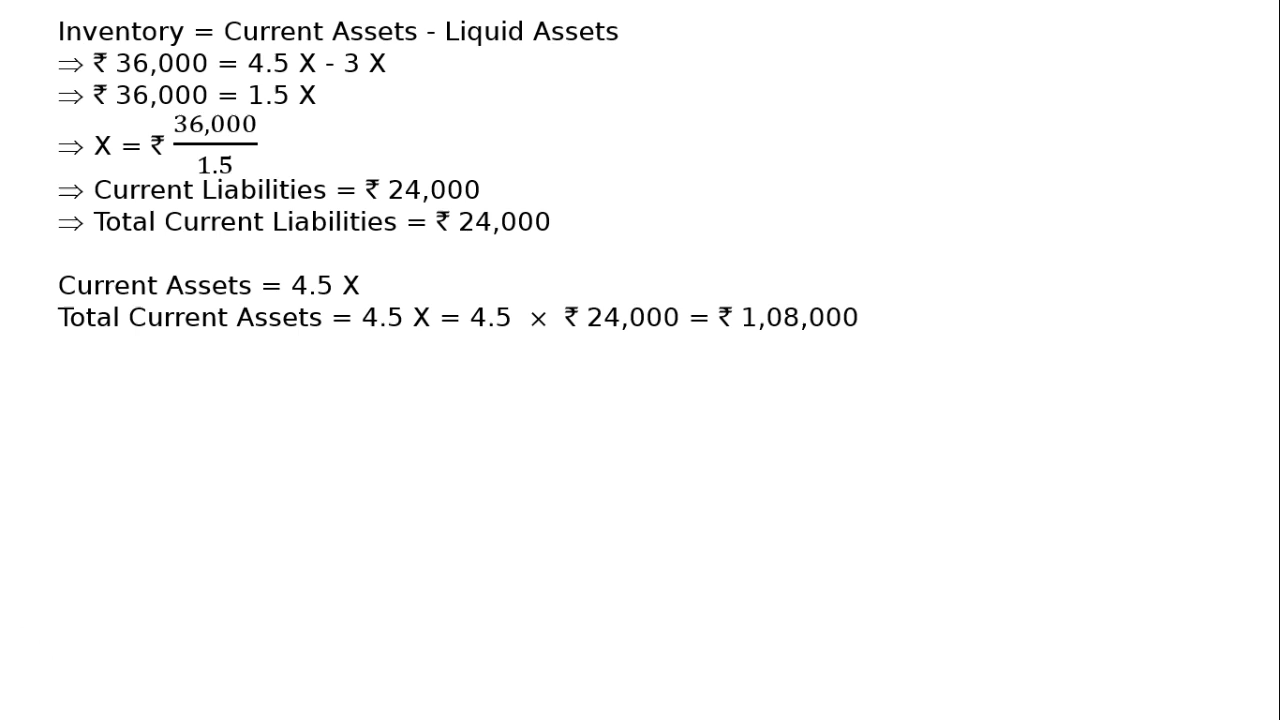 Inventory = Current Assets - Liquid Assets
⇒ ₹ 36,000 = 4.5 X - 3 X
⇒ ₹ 36,000 = 1.5 X
⇒ X = ₹ 36,000/1.5
⇒ Current Liabilities = ₹ 24,000
⇒ Total Current Liabilities = ₹ 24,000
Current Assets = 4.5 X
Total Current Assets = 4.5 X = 4.5 × ₹ 24,000 = ₹ 1,08,000